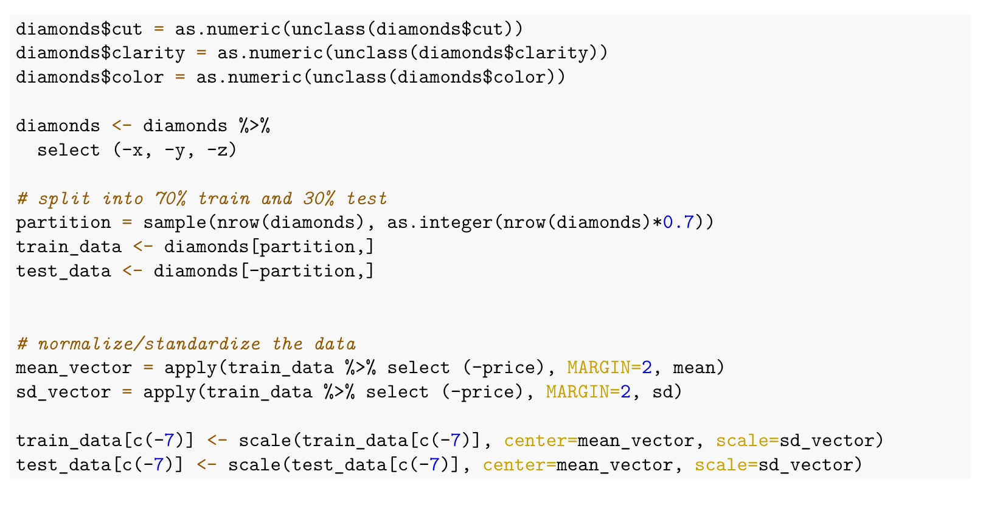 diamonds$cut = as.numeric(unclass(diamonds$cut))
diamonds$clarity = as.numeric(unclass(diamonds$clarity))
diamonds$color = as.numeric(unclass(diamonds$color))
diamonds <- diamonds %>%
  select (-x, -y, -z)
# split into 70% train and 30% test
partition = sample(nrow(diamonds), as.integer(nrow(diamonds)*0.7))
train_data <- diamonds[partition,]
test_data <- diamonds[-partition,]
# normalize/standardize the data
mean_vector = apply(train_data %>% select (-price), MARGIN=2, mean)
sd_vector = apply(train_data %>% select (-price), MARGIN=2, sd)
train_data[c(-7)] <- scale(train_data[c(-7)], center=mean_vector, scale=sd_vector)
test_data[c(-7)] <- scale(test_data[c(-7)], center=mean_vector, scale=sd_vector)